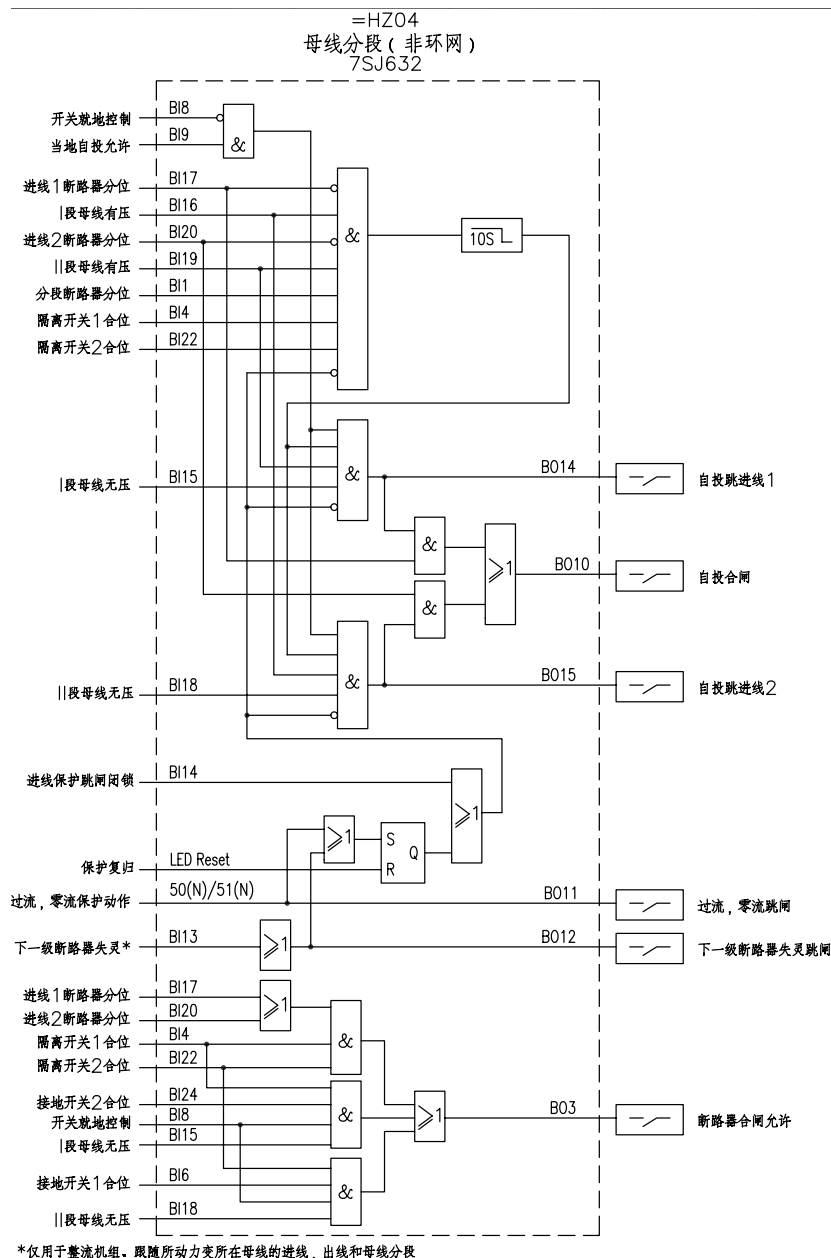 =HZ04
母线分段(非环网)
7SJ632
开关就地控制 BI8
当地自投允许 BI9
&
进线1断路器分位 BI17
I段母线有压 BI16
进线2断路器分位 BI20
II段母线有压 BI19
分段断路器分位 BI1
隔离开关1合位 BI4
隔离开关2合位 BI22
&
10S
I段母线无压 BI15
&
BO14 自投跳进线1
&
&
≥1
BO10 自投合闸
II段母线无压 BI18
&
BO15 自投跳进线2
进线保护跳闸闭锁 BI14
≥1
≥1
S
R
Q
保护复归 LED Reset
过流,零流保护动作 50(N)/51(N)
BO11 过流,零流跳闸
下一级断路器失灵* BI13
≥1
BO12 下一级断路器失灵跳闸
进线1断路器分位 BI17
进线2断路器分位 BI20
≥1
隔离开关1合位 BI4
隔离开关2合位 BI22
&
接地开关2合位 BI24
开关就地控制 BI8
I段母线无压 BI15
&
≥1
BO3 断路器合闸允许
接地开关1合位 BI6
II段母线无压 BI18
&
*仅用于整流机组、跟随所动力变所在母线的进线、出线和母线分段